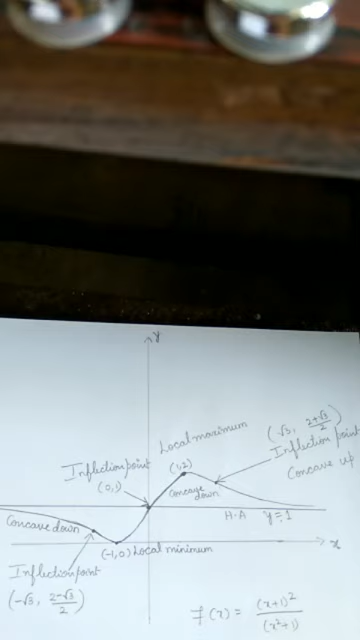 y
Local maximum
(√3, 2+√3/2)
Inflection point
Concave up
Inflection point
(0,1)
(1,2)
Concave
down
Concave down
H.A y=1
x
(-1,0) Local minimum
Inflection point
(-√3, 2-√3/2)
f(x) = (x+1)²/(x²+1)